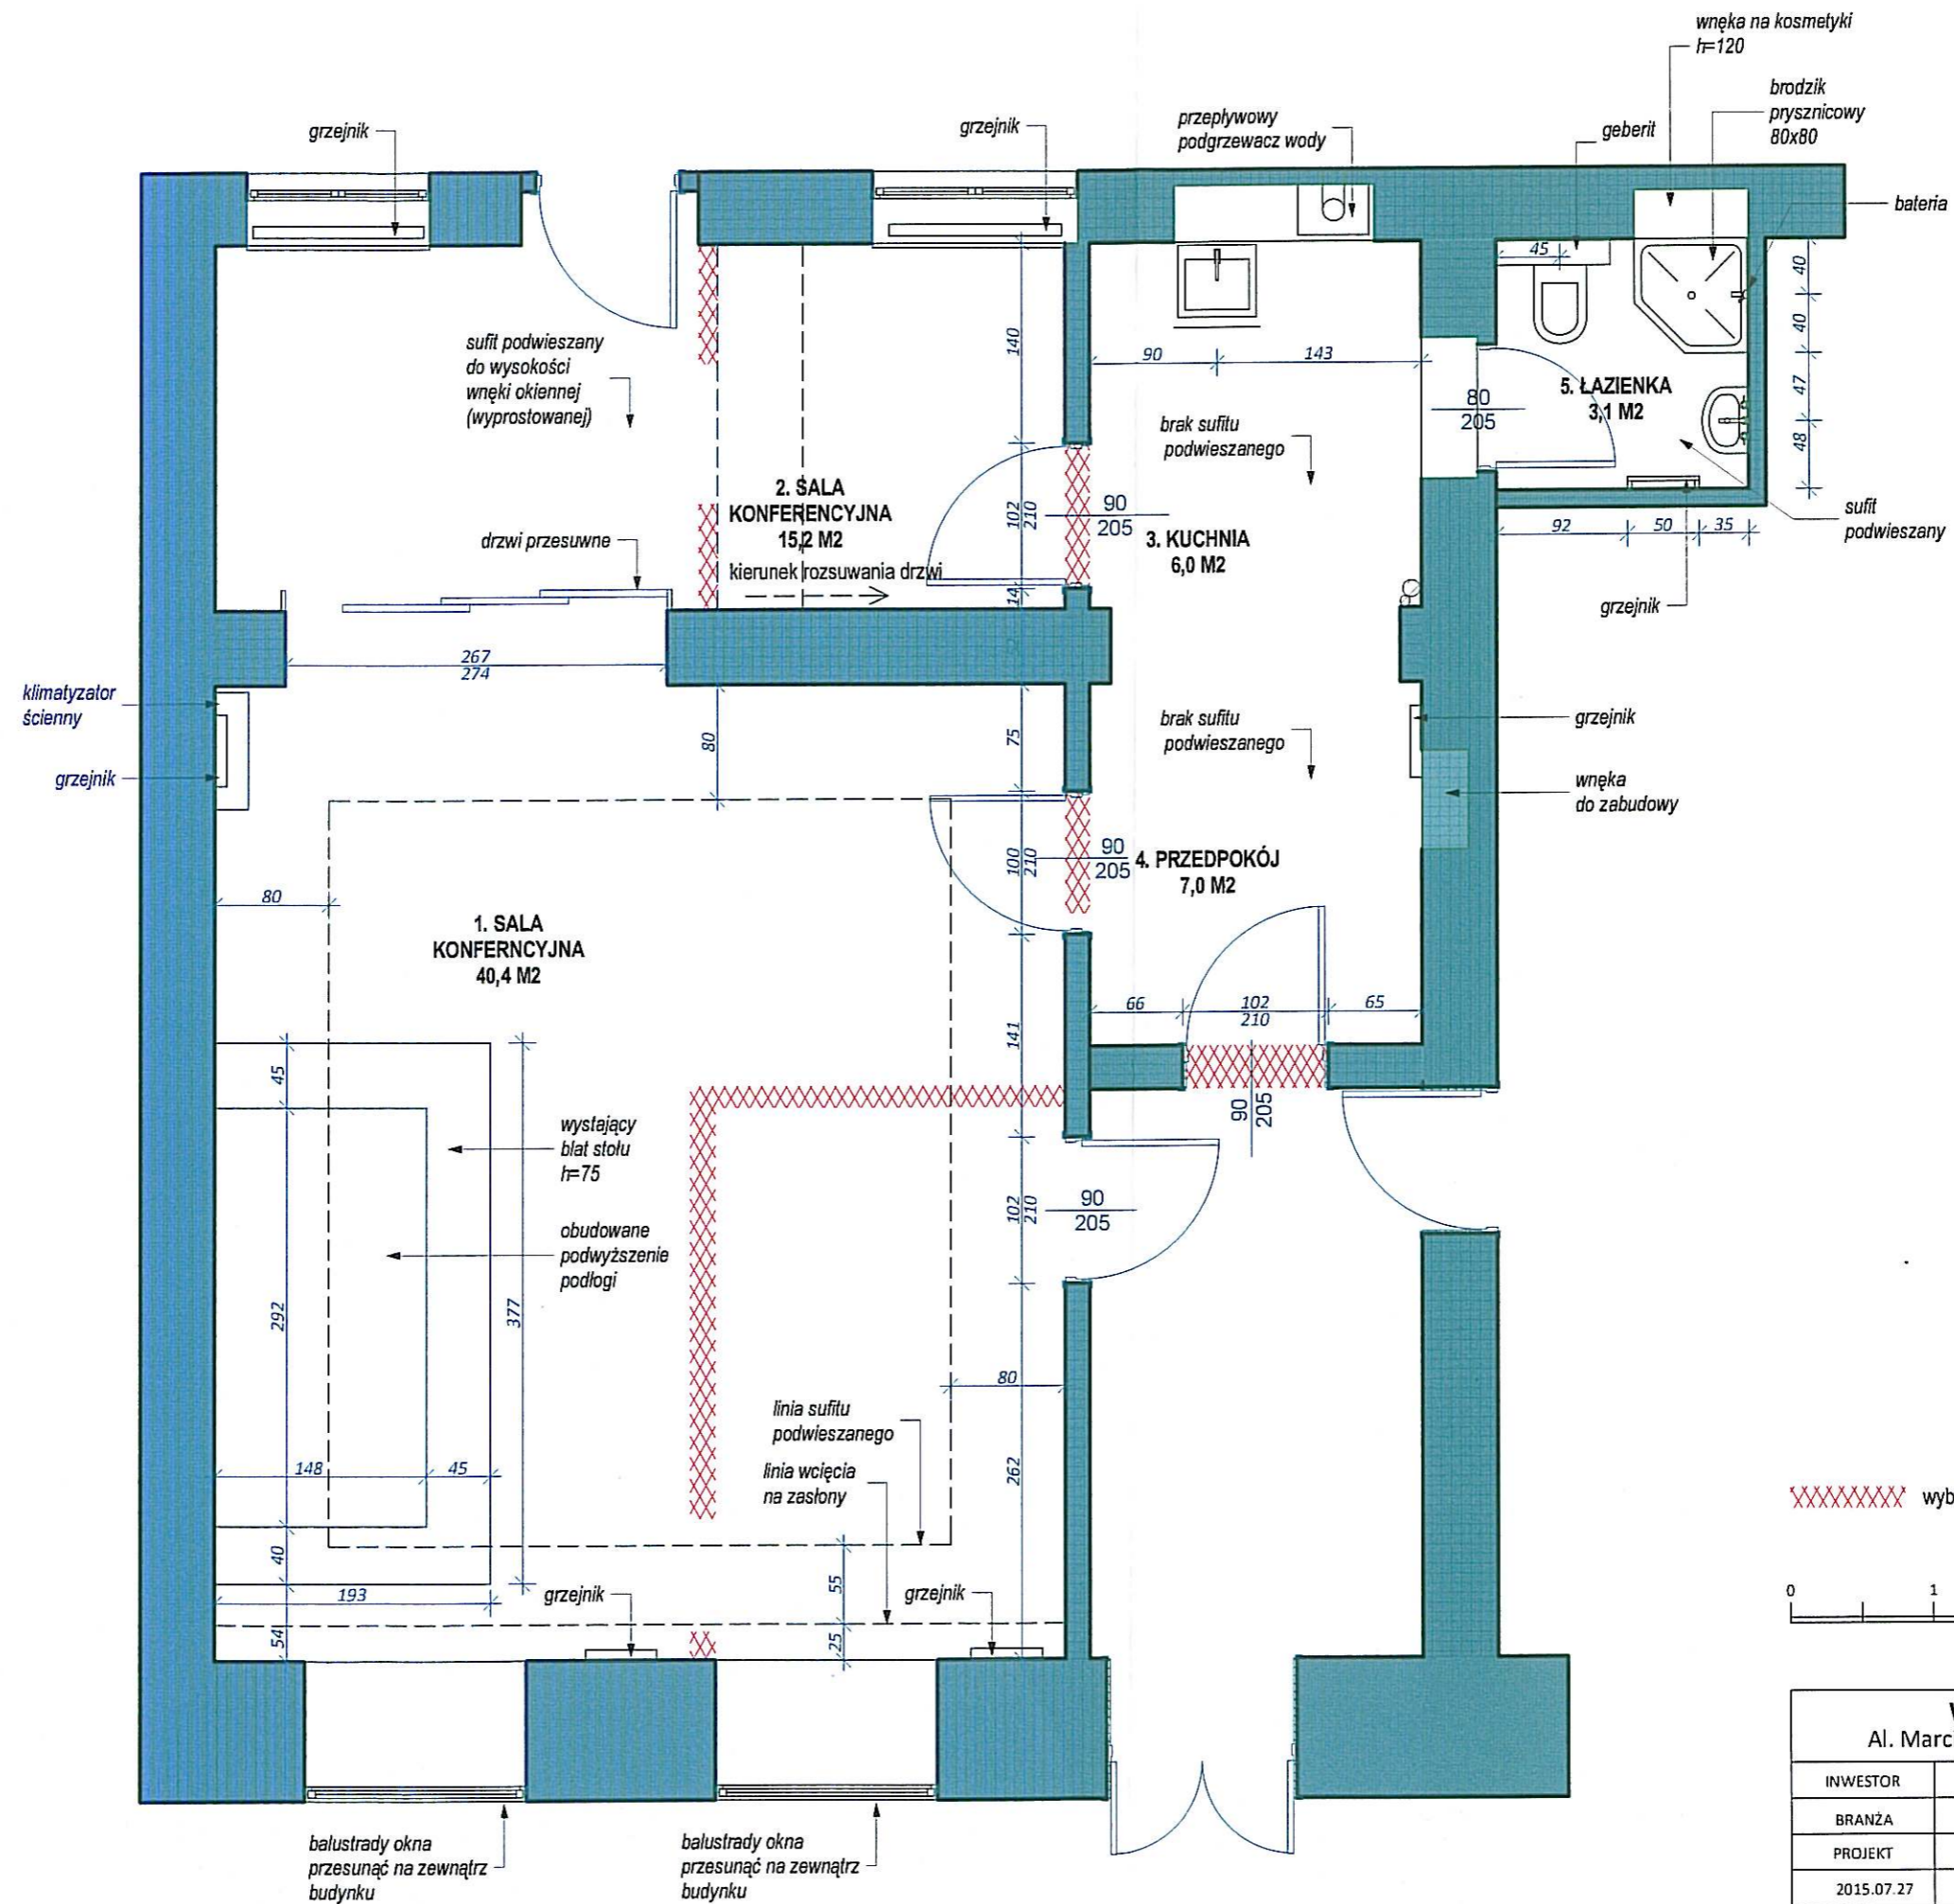 wnęka na kosmetyki
h=120
brodzik
prysznicowy
80x80
grzejnik
grzejnik
przepływowy
podgrzewacz wody
geberit
bateria
45
40
40
47
48
sufit podwieszany
do wysokości
wnęki okiennej
(wyprostowanej)
140
90
143
80
205
5. ŁAZIENKA
3,1 M2
brak sufitu
podwieszanego
2. SALA
KONFERENCYJNA
15,2 M2
kierunek rozsuwania drzwi
102
210
90
205
3. KUCHNIA
6,0 M2
92
50
35
sufit
podwieszany
drzwi przesuwne
14
grzejnik
267
274
klimatyzator
ścienny
grzejnik
80
75
brak sufitu
podwieszanego
grzejnik
wnęka
do zabudowy
100
210
90
205
4. PRZEDPOKÓJ
7,0 M2
80
1. SALA
KONFERNCYJNA
40,4 M2
66
102
210
65
141
45
90
205
wystający
blat stołu
h=75
102
210
90
205
obudowane
podwyższenie
podłogi
292
377
80
linia sufitu
podwieszanego
linia wcięcia
na zasłony
262
148
45
wyb
40
193
55
grzejnik
grzejnik
54
25
0
1
Al. Marc
INWESTOR
BRANŻA
PROJEKT
2015.07.27
balustrady okna
przesunąć na zewnątrz
budynku
balustrady okna
przesunąć na zewnątrz
budynku